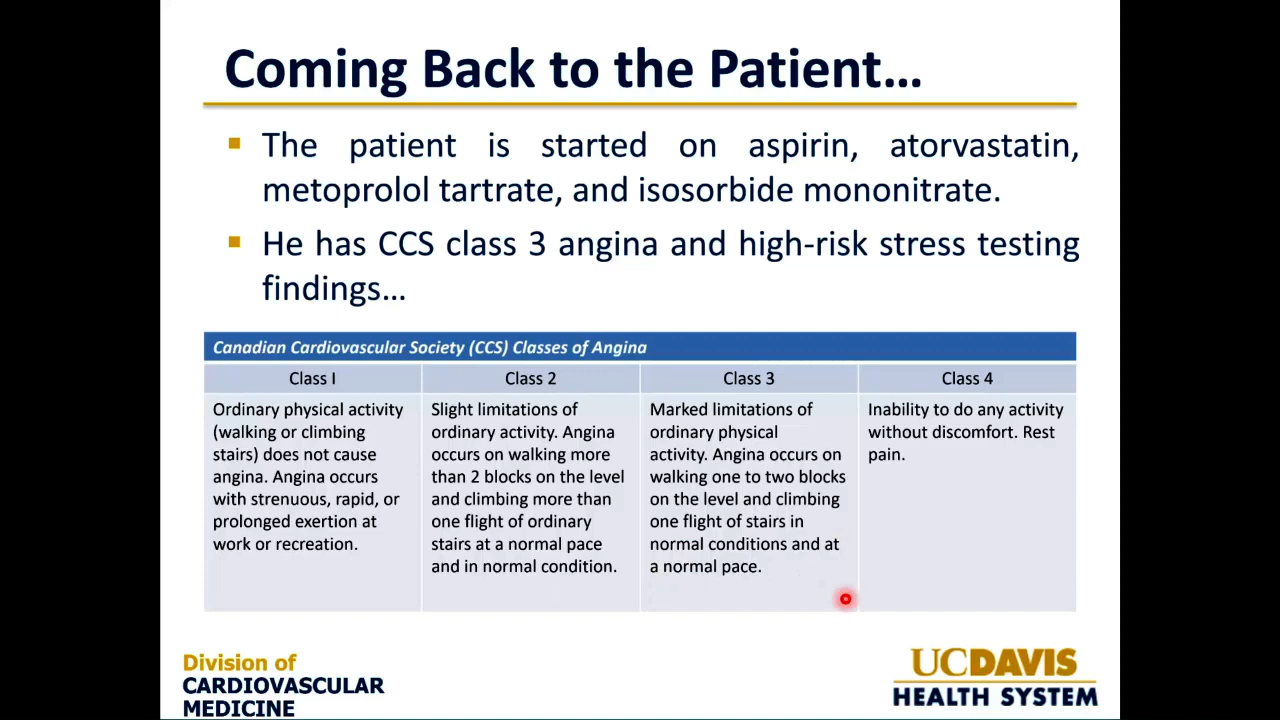 Coming Back to the Patient…
The patient is started on aspirin, atorvastatin,
metoprolol tartrate, and isosorbide mononitrate.
He has CCS class 3 angina and high-risk stress testing
findings…
Canadian Cardiovascular Society (CCS) Classes of Angina
Class I
Class 2
Class 3
Class 4
Ordinary physical activity
(walking or climbing
stairs) does not cause
angina. Angina occurs
with strenuous, rapid, or
prolonged exertion at
work or recreation.
Slight limitations of
ordinary activity. Angina
occurs on walking more
than 2 blocks on the level
and climbing more than
one flight of ordinary
stairs at a normal pace
and in normal condition.
Marked limitations of
ordinary physical
activity. Angina occurs on
walking one to two blocks
on the level and climbing
one flight of stairs in
normal conditions and at
a normal pace.
Inability to do any activity
without discomfort. Rest
pain.
Division of
CARDIOVASCULAR
MEDICINE
UCDAVIS
HEALTH SYSTEM